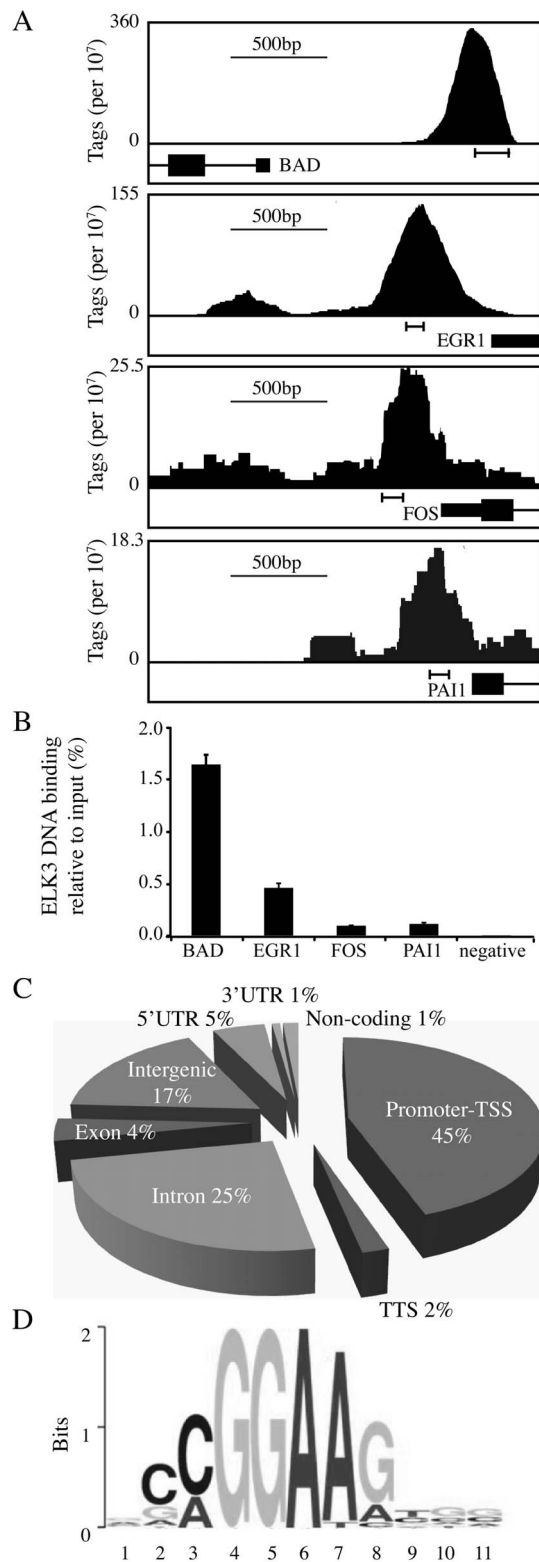 A
360
500bp
Tags (per 10⁷)
0
BAD
155
500bp
Tags (per 10⁷)
0
EGR1
25.5
500bp
Tags (per 10⁷)
0
FOS
18.3
500bp
Tags (per 10⁷)
0
PAI1
B
ELK3 DNA binding
relative to input (%)
2.0
1.5
1.0
0.5
0.0
BAD EGR1 FOS PAI1 negative
C
3'UTR 1%
5'UTR 5%
Non-coding 1%
Intergenic
17%
Promoter-TSS
45%
Exon 4%
Intron 25%
TTS 2%
D
Bits
2
1
0
C C G G A A G
G A A A T G G
1 2 3 4 5 6 7 8 9 10 11